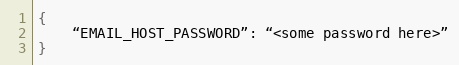 1 {
2     “EMAIL_HOST_PASSWORD”: “<some password here>”
3 }